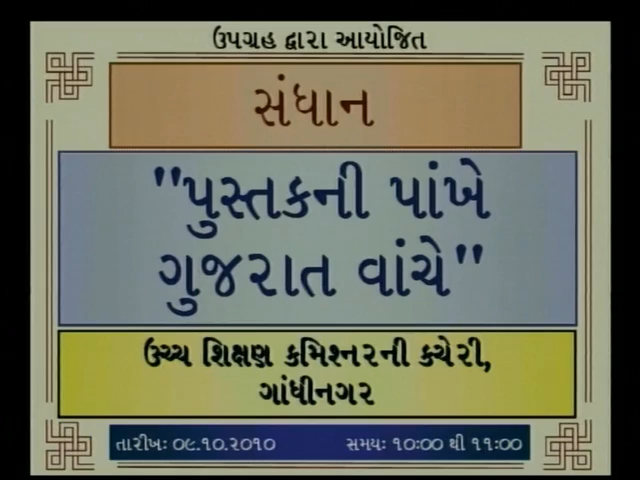 ઉપગ્રહ દ્વારા આયોજિત
સંધાન
"પુસ્તકની પાંખે
ગુજરાત વાંચે"
ઉચ્ચ શિક્ષણ કમિશ્નરની કચેરી,
ગાંધીનગર
તારીખઃ ૦૯.૧૦.૨૦૧૦ સમયઃ ૧૦:૦૦ થી ૧૧:૦૦